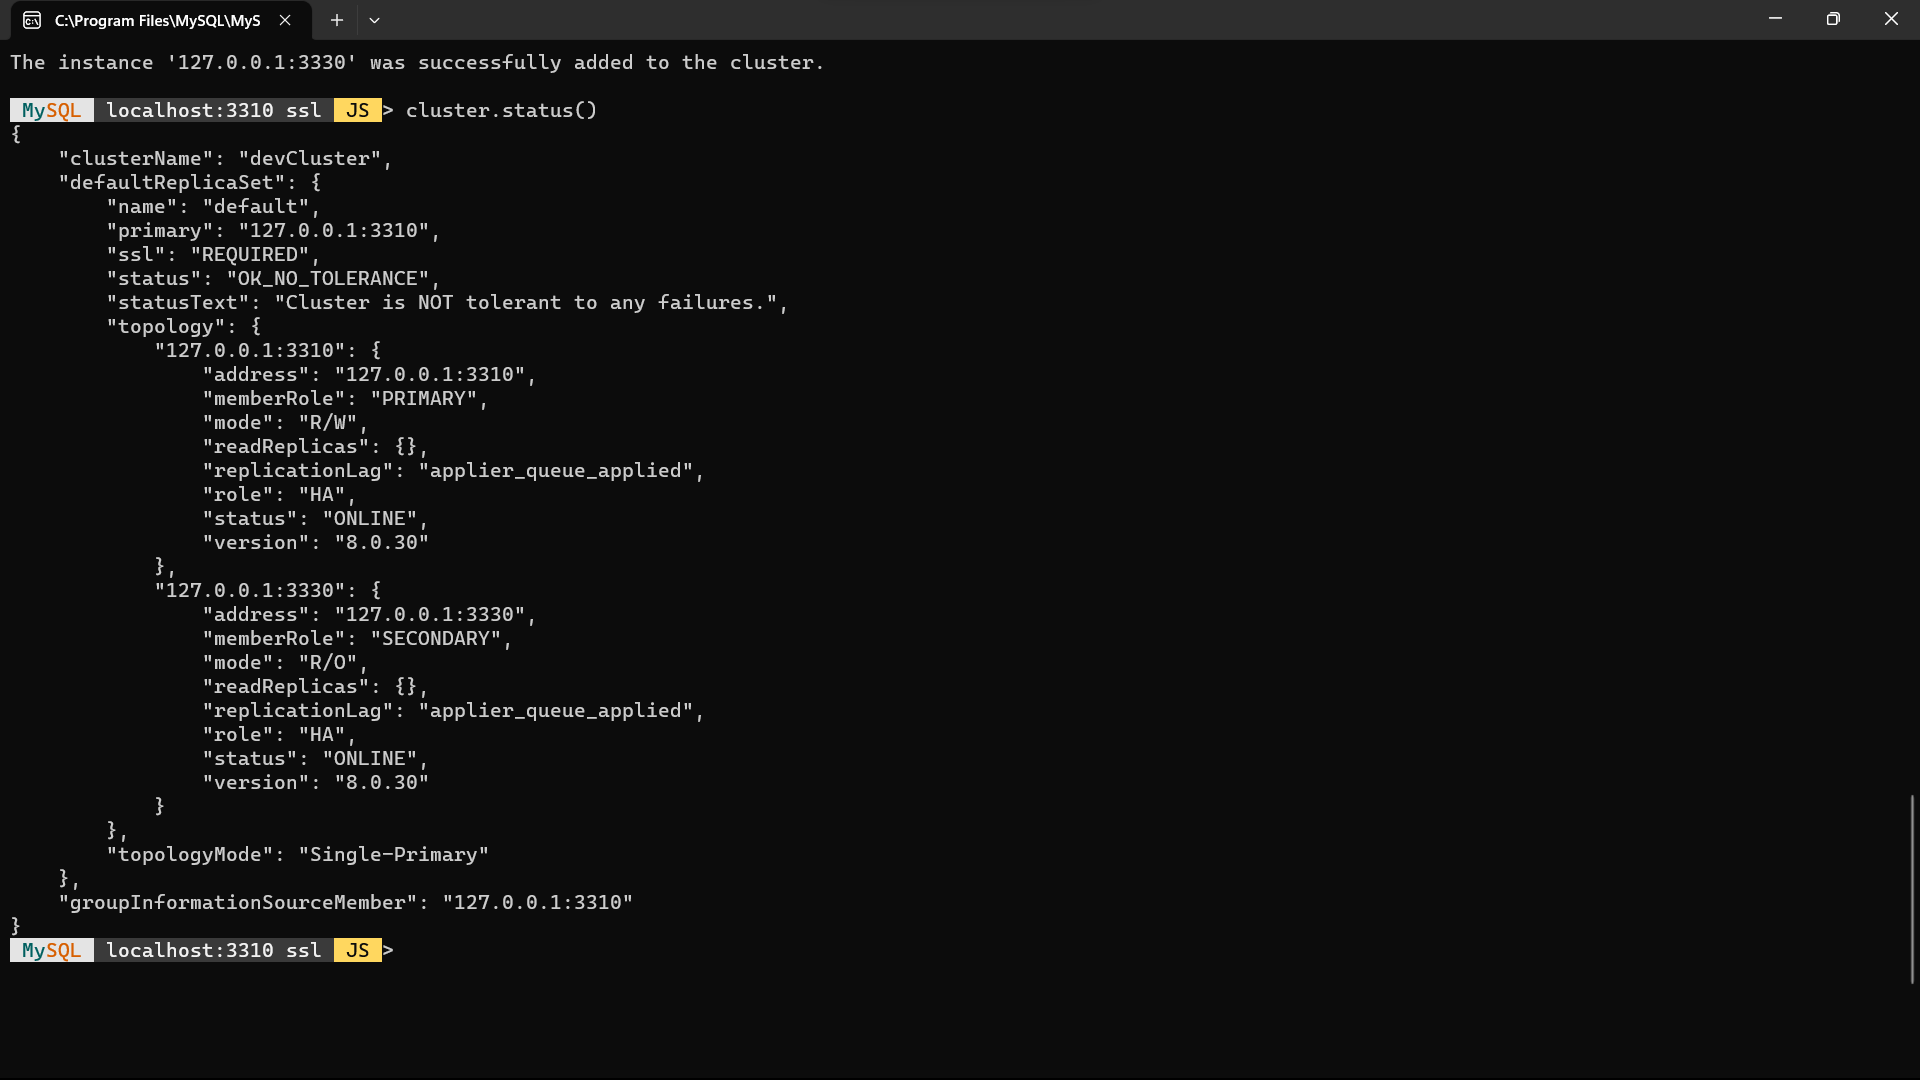 C:\Program Files\MySQL\MyS
The instance '127.0.0.1:3330' was successfully added to the cluster.
MySQL localhost:3310 ssl JS > cluster.status()
{
    "clusterName": "devCluster",
    "defaultReplicaSet": {
        "name": "default",
        "primary": "127.0.0.1:3310",
        "ssl": "REQUIRED",
        "status": "OK_NO_TOLERANCE",
        "statusText": "Cluster is NOT tolerant to any failures.",
        "topology": {
            "127.0.0.1:3310": {
                "address": "127.0.0.1:3310",
                "memberRole": "PRIMARY",
                "mode": "R/W",
                "readReplicas": {},
                "replicationLag": "applier_queue_applied",
                "role": "HA",
                "status": "ONLINE",
                "version": "8.0.30"
            },
            "127.0.0.1:3330": {
                "address": "127.0.0.1:3330",
                "memberRole": "SECONDARY",
                "mode": "R/O",
                "readReplicas": {},
                "replicationLag": "applier_queue_applied",
                "role": "HA",
                "status": "ONLINE",
                "version": "8.0.30"
            }
        },
        "topologyMode": "Single-Primary"
    },
    "groupInformationSourceMember": "127.0.0.1:3310"
}
MySQL localhost:3310 ssl JS >